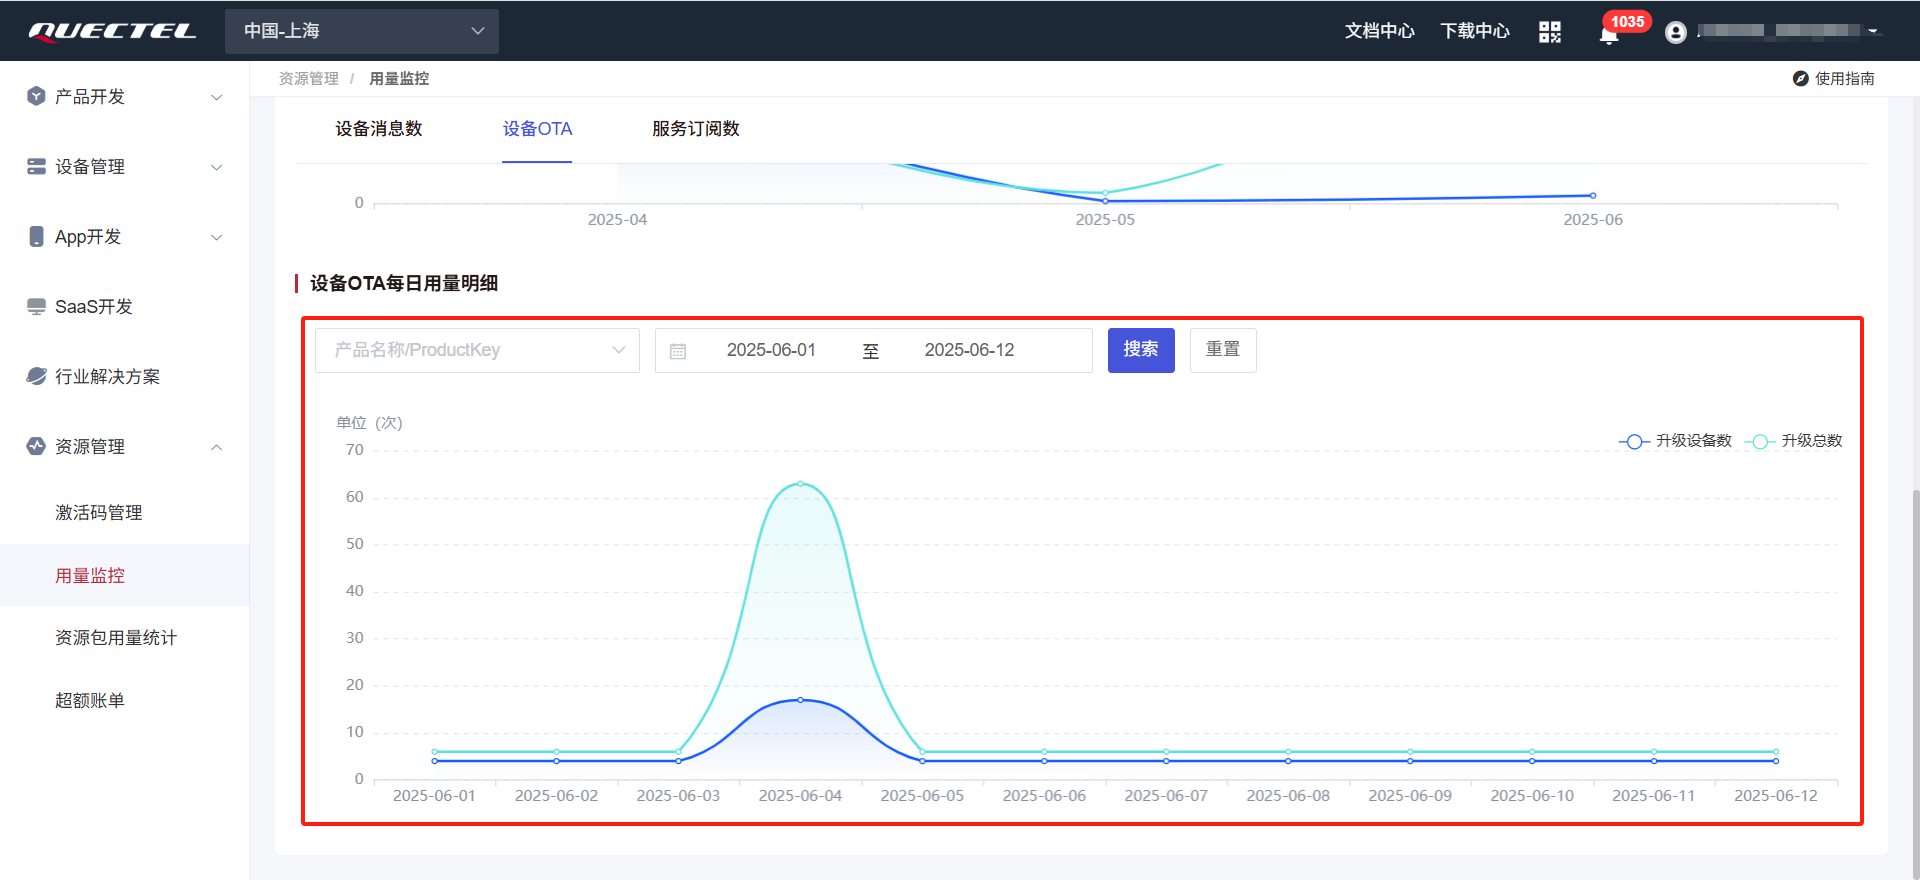 QUECTEL
中国-上海
文档中心
下载中心
1035
产品开发
设备管理
App开发
SaaS开发
行业解决方案
资源管理
激活码管理
用量监控
资源包用量统计
超额账单
资源管理 / 用量监控
使用指南
设备消息数
设备OTA
服务订阅数
0
2025-04
2025-05
2025-06
设备OTA每日用量明细
产品名称/ProductKey
2025-06-01 至 2025-06-12
搜索
重置
单位（次）
升级设备数
升级总数
70
60
50
40
30
20
10
0
2025-06-01
2025-06-02
2025-06-03
2025-06-04
2025-06-05
2025-06-06
2025-06-07
2025-06-08
2025-06-09
2025-06-10
2025-06-11
2025-06-12